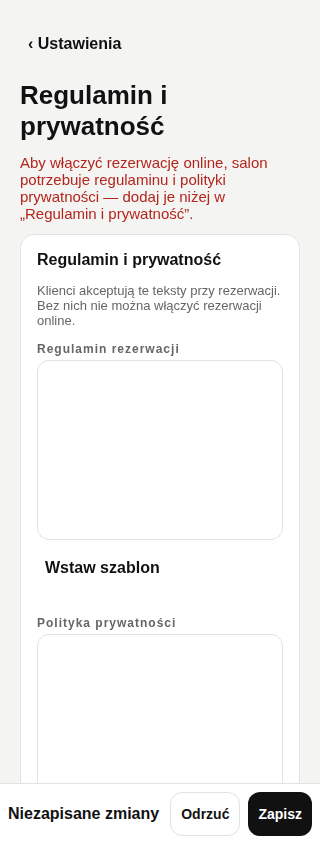 ‹ Ustawienia
Regulamin i
prywatność
Aby włączyć rezerwację online, salon
potrzebuje regulaminu i polityki
prywatności — dodaj je niżej w
„Regulamin i prywatność”.
Regulamin i prywatność
Klienci akceptują te teksty przy rezerwacji.
Bez nich nie można włączyć rezerwacji
online.
Regulamin rezerwacji
Wstaw szablon
Polityka prywatności
Niezapisane zmiany
Odrzuć
Zapisz